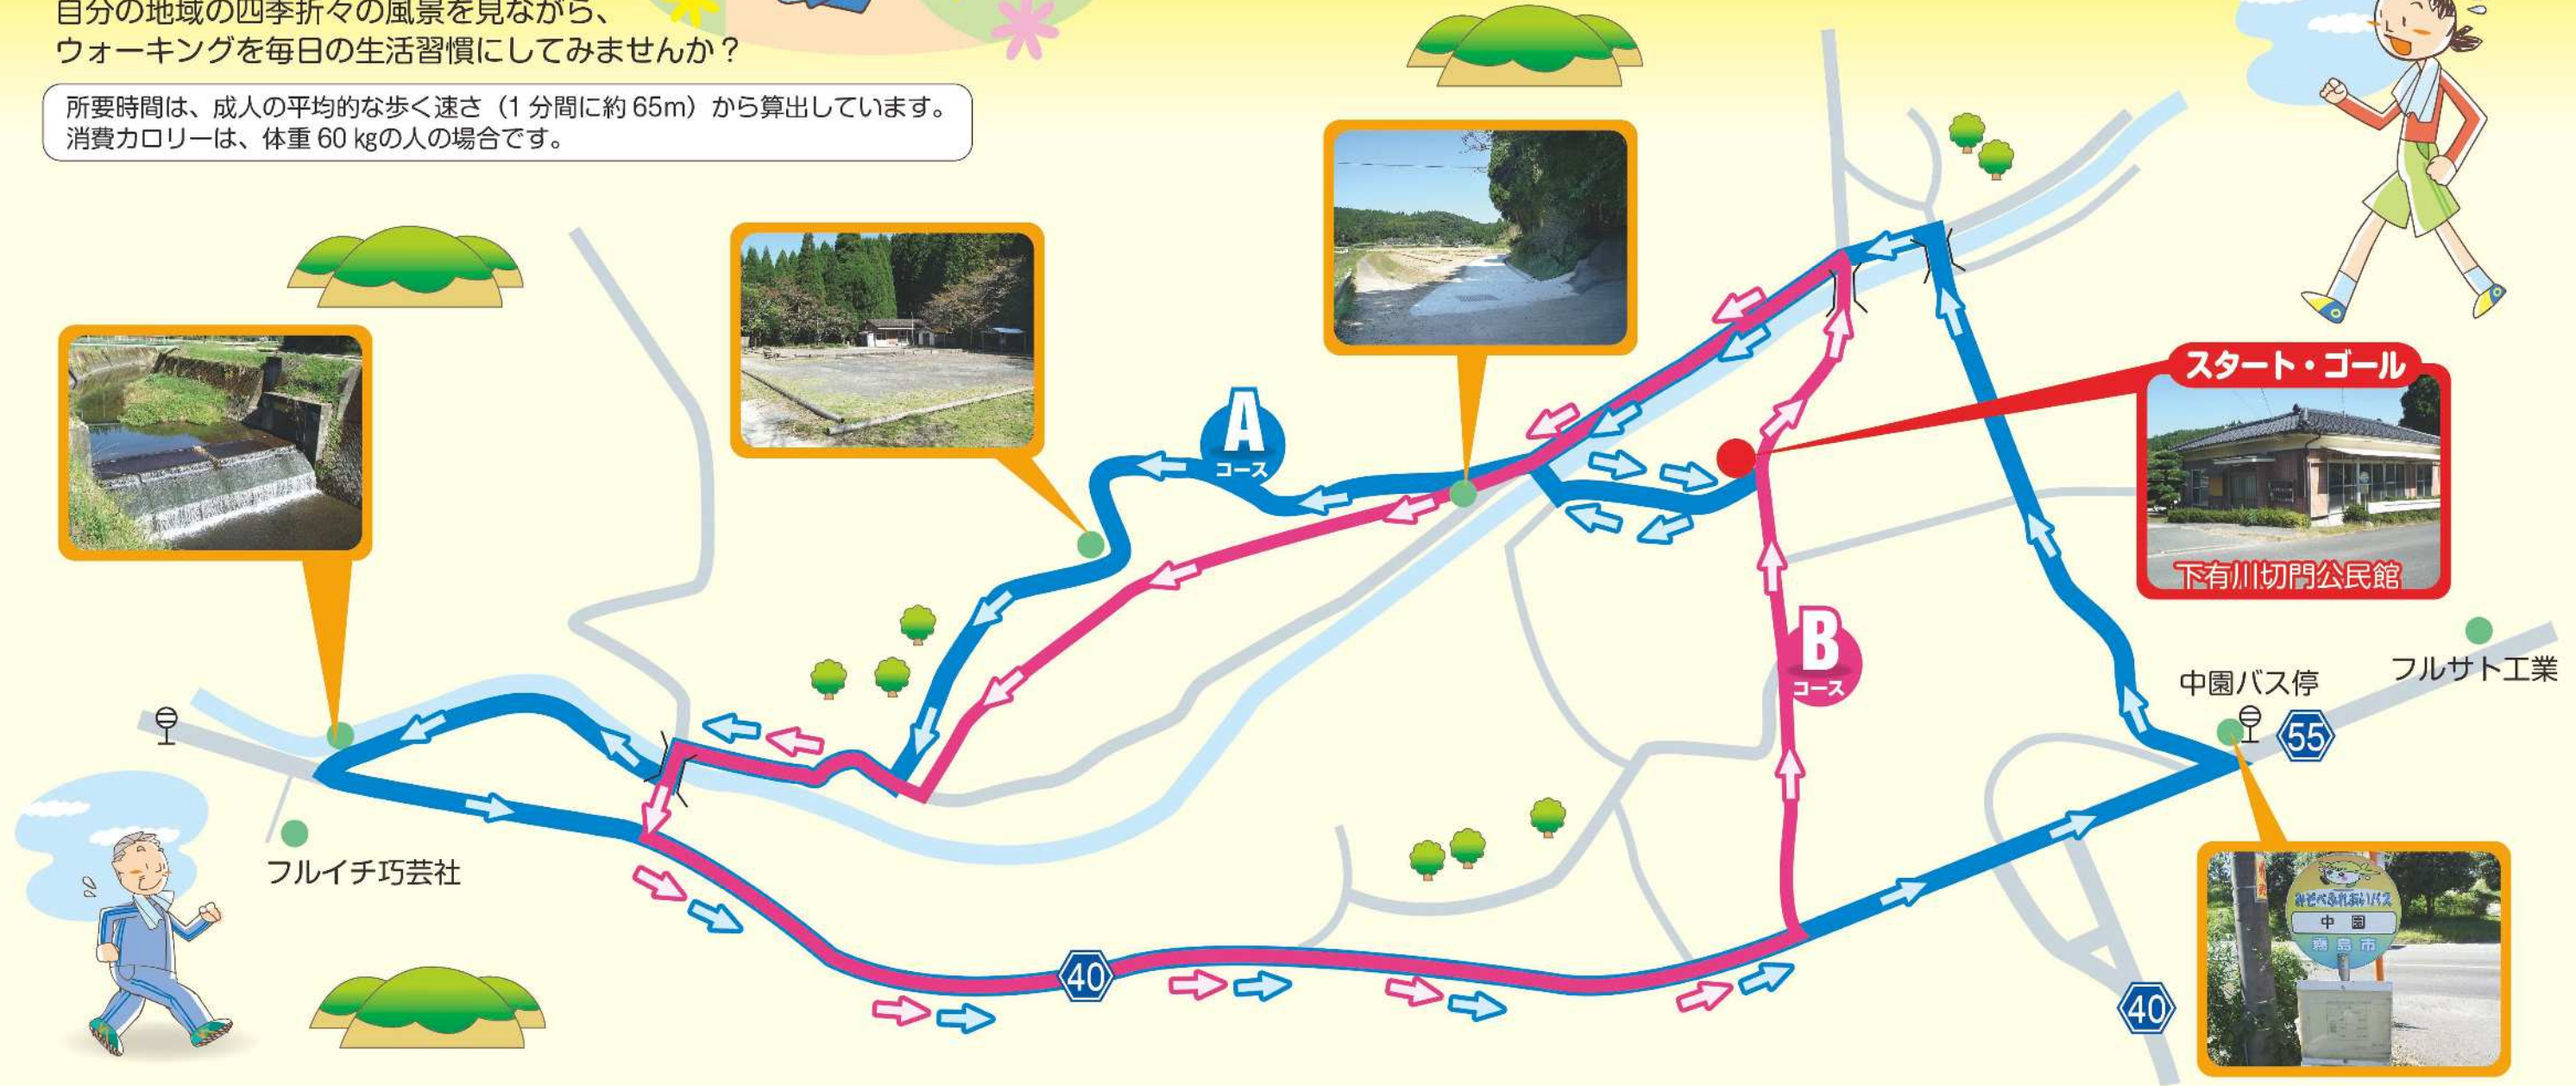 自分の地域の四季折々の風景を見ながら、
ウォーキングを毎日の生活習慣にしてみませんか？
所要時間は、成人の平均的な歩く速さ（1分間に約65m）から算出しています。
消費カロリーは、体重60㎏の人の場合です。
スタート・ゴール
下有川切門公民館
A
コース
B
コース
フルサト工業
中園バス停
55
フルイチ巧芸社
40
40
みぞべふれあいバス
中園
霧島市